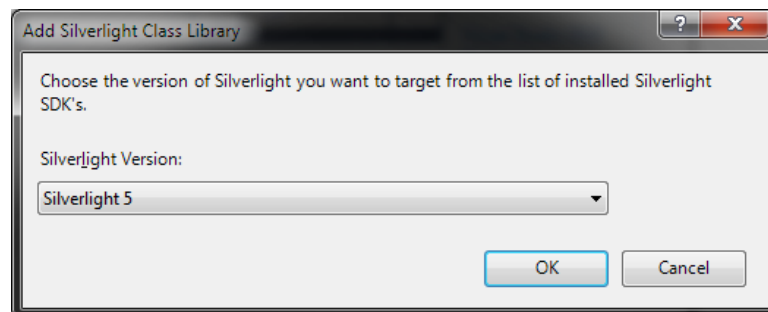 Add Silverlight Class Library
?
Choose the version of Silverlight you want to target from the list of installed Silverlight
SDK's.
Silverlight Version:
Silverlight 5
OK Cancel